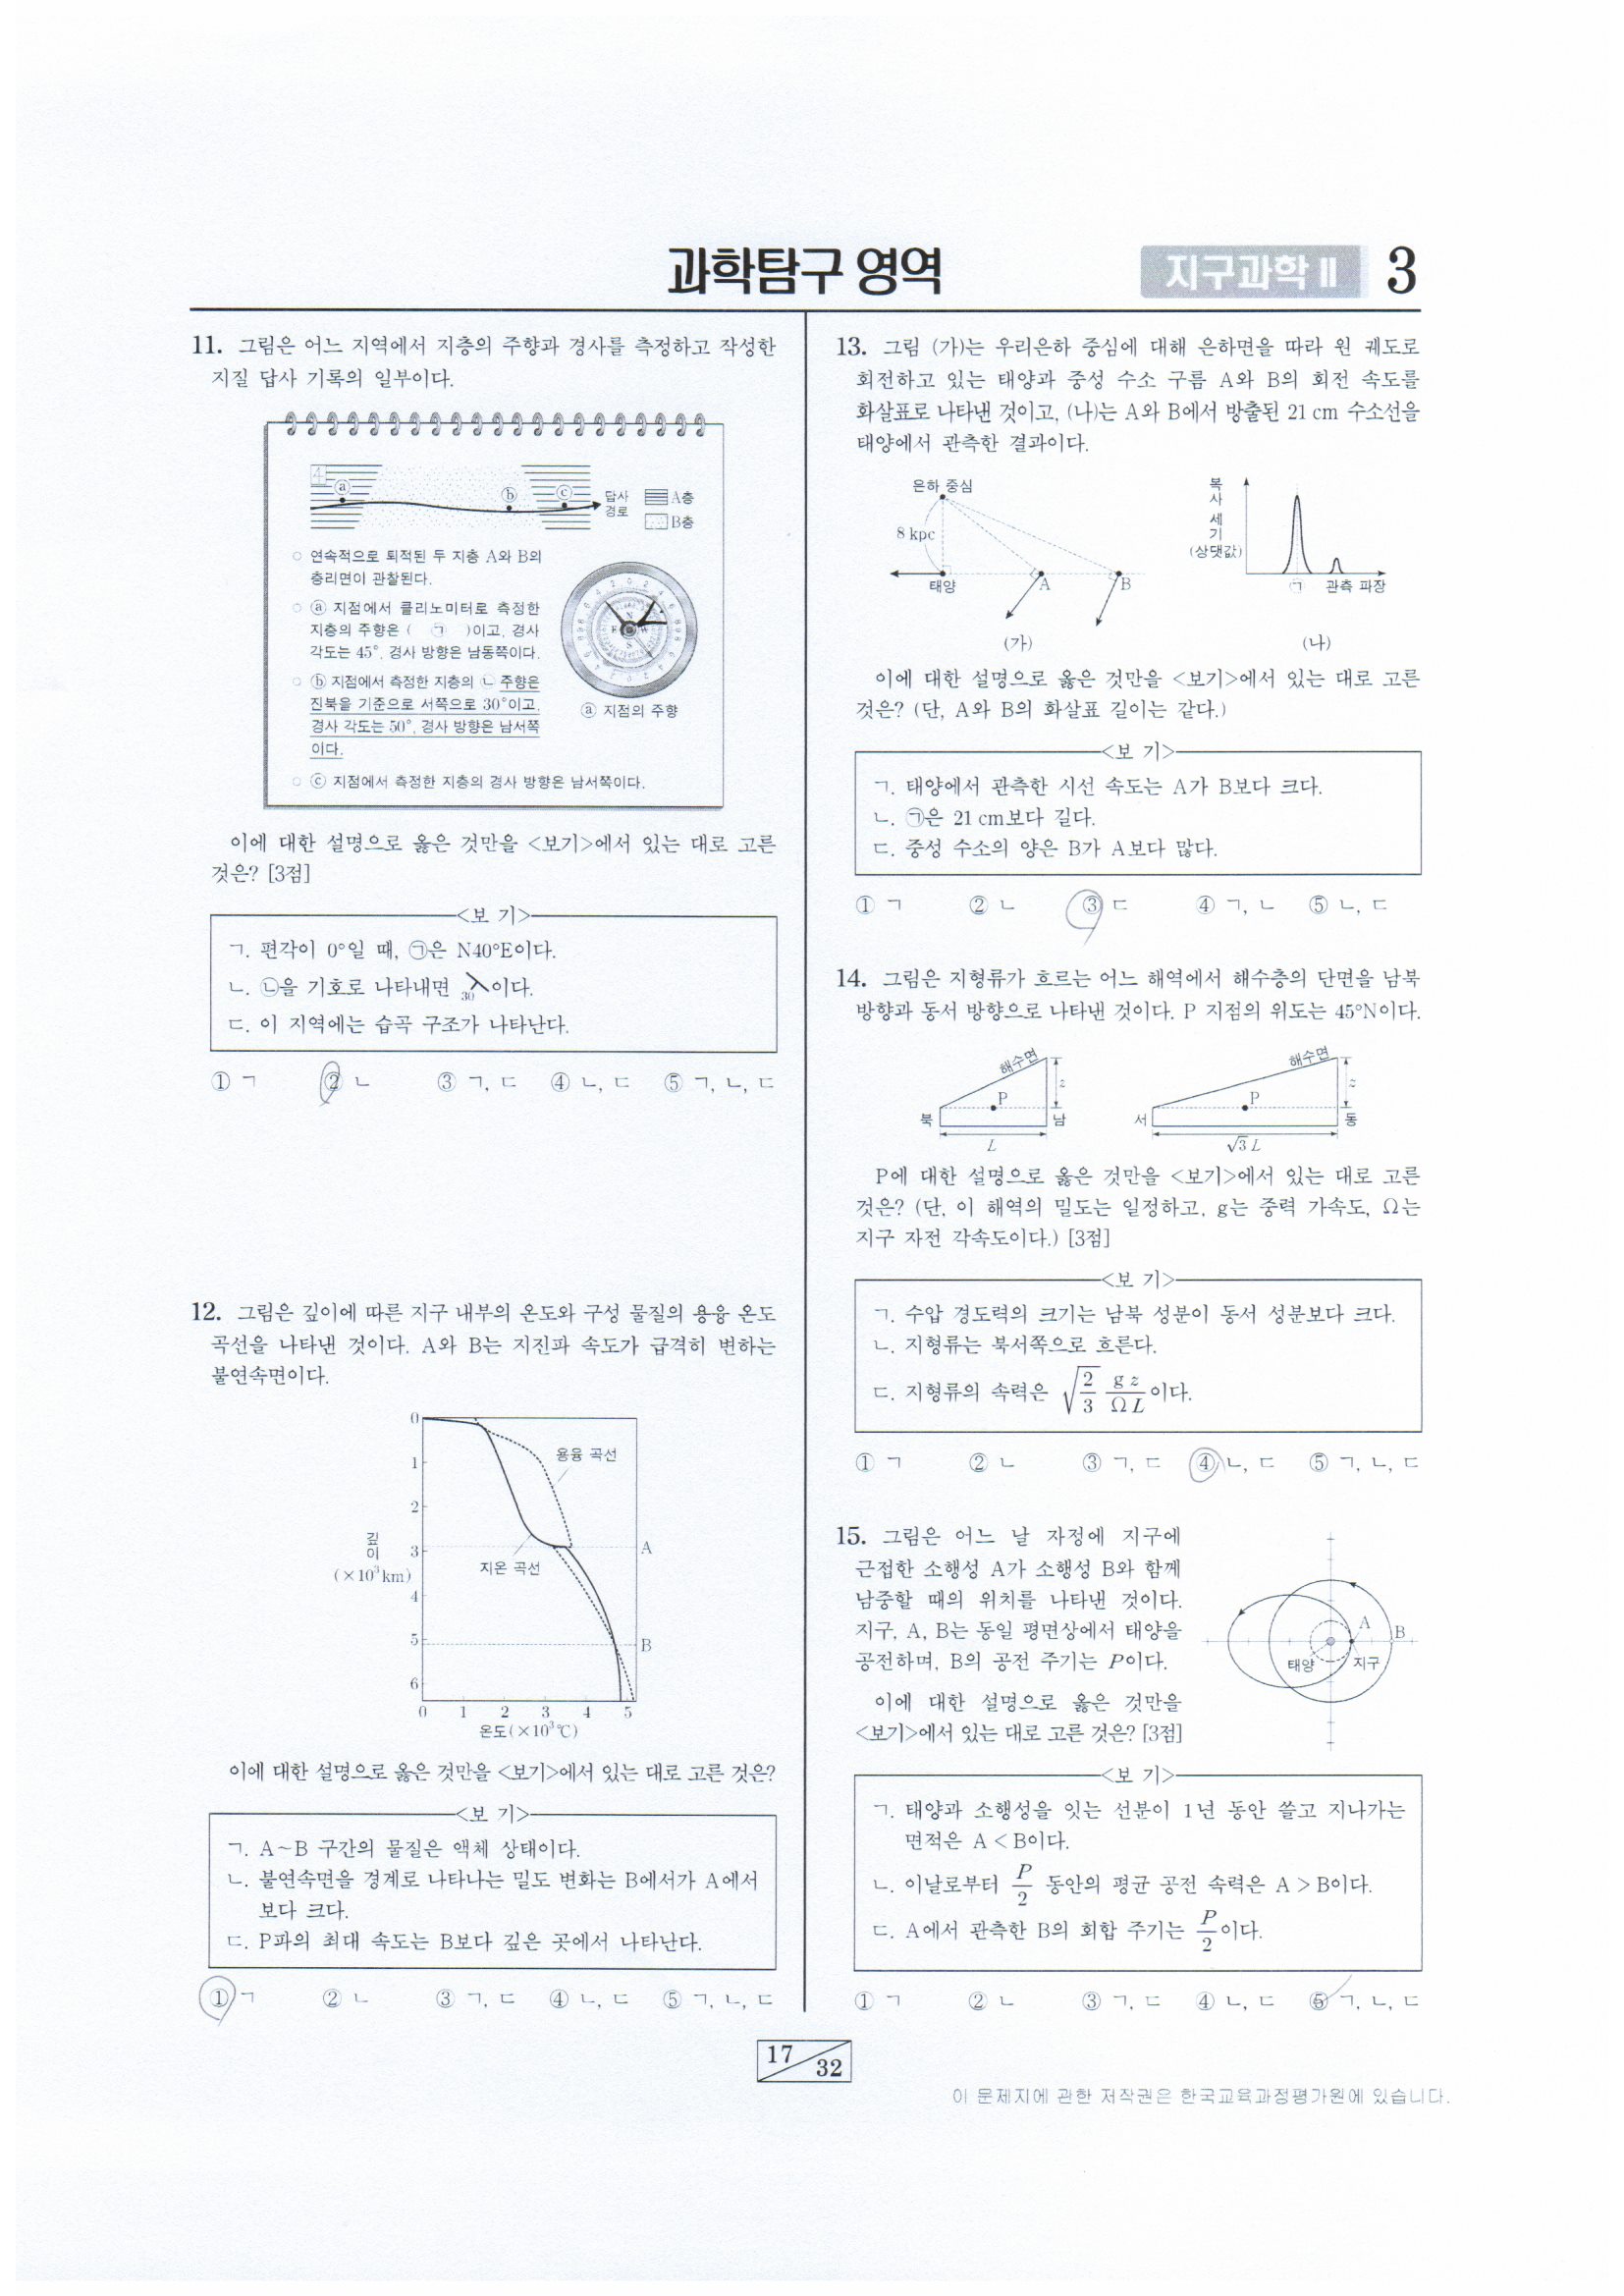 과학탐구 영역
지구과학 Ⅱ
3
11. 그림은 어느 지역에서 지층의 주향과 경사를 측정하고 작성한
지질 답사 기록의 일부이다.
ⓐ
ⓑ
ⓒ
답사
경로
A층
B층
○ 연속적으로 퇴적된 두 지층 A와 B의
층리면이 관찰된다.
○ ⓐ 지점에서 클리노미터로 측정한
지층의 주향은 ( ㉠ )이고, 경사
각도는 45°, 경사 방향은 남동쪽이다.
○ ⓑ 지점에서 측정한 지층의 ㉡ 주향은
진북을 기준으로 서쪽으로 30°이고,
경사 각도는 50°, 경사 방향은 남서쪽
이다.
ⓐ 지점의 주향
○ ⓒ 지점에서 측정한 지층의 경사 방향은 남서쪽이다.
이에 대한 설명으로 옳은 것만을 <보기>에서 있는 대로 고른
것은? [3점]
<보 기>
ㄱ. 편각이 0°일 때, ㉠은 N40°E이다.
ㄴ. ㉡을 기호로 나타내면 30 이다.
ㄷ. 이 지역에는 습곡 구조가 나타난다.
① ㄱ ② ㄴ ③ ㄱ, ㄷ ④ ㄴ, ㄷ ⑤ ㄱ, ㄴ, ㄷ
12. 그림은 깊이에 따른 지구 내부의 온도와 구성 물질의 용융 온도
곡선을 나타낸 것이다. A와 B는 지진파 속도가 급격히 변하는
불연속면이다.
0
1
2
3
4
5
6
깊이
(×10³km)
용융 곡선
지온 곡선
A
B
0 1 2 3 4 5
온도(×10³℃)
이에 대한 설명으로 옳은 것만을 <보기>에서 있는 대로 고른 것은?
<보 기>
ㄱ. A~B 구간의 물질은 액체 상태이다.
ㄴ. 불연속면을 경계로 나타나는 밀도 변화는 B에서가 A에서
보다 크다.
ㄷ. P파의 최대 속도는 B보다 깊은 곳에서 나타난다.
① ㄱ ② ㄴ ③ ㄱ, ㄷ ④ ㄴ, ㄷ ⑤ ㄱ, ㄴ, ㄷ
13. 그림 (가)는 우리은하 중심에 대해 은하면을 따라 원 궤도로
회전하고 있는 태양과 중성 수소 구름 A와 B의 회전 속도를
화살표로 나타낸 것이고, (나)는 A와 B에서 방출된 21 cm 수소선을
태양에서 관측한 결과이다.
은하 중심
8 kpc
태양
A
B
(가)
복사 세기
(상댓값)
㉠
관측 파장
(나)
이에 대한 설명으로 옳은 것만을 <보기>에서 있는 대로 고른
것은? (단, A와 B의 화살표 길이는 같다.)
<보 기>
ㄱ. 태양에서 관측한 시선 속도는 A가 B보다 크다.
ㄴ. ㉠은 21 cm보다 길다.
ㄷ. 중성 수소의 양은 B가 A보다 많다.
① ㄱ ② ㄴ ③ ㄷ ④ ㄱ, ㄴ ⑤ ㄴ, ㄷ
14. 그림은 지형류가 흐르는 어느 해역에서 해수층의 단면을 남북
방향과 동서 방향으로 나타낸 것이다. P 지점의 위도는 45°N이다.
해수면
P
z
북
남
L
해수면
P
z
서
동
√3 L
P에 대한 설명으로 옳은 것만을 <보기>에서 있는 대로 고른
것은? (단, 이 해역의 밀도는 일정하고, g는 중력 가속도, Ω는
지구 자전 각속도이다.) [3점]
<보 기>
ㄱ. 수압 경도력의 크기는 남북 성분이 동서 성분보다 크다.
ㄴ. 지형류는 북서쪽으로 흐른다.
ㄷ. 지형류의 속력은 √(2/3) gz/ΩL이다.
① ㄱ ② ㄴ ③ ㄱ, ㄷ ④ ㄴ, ㄷ ⑤ ㄱ, ㄴ, ㄷ
15. 그림은 어느 날 자정에 지구에
근접한 소행성 A가 소행성 B와 함께
남중할 때의 위치를 나타낸 것이다.
지구, A, B는 동일 평면상에서 태양을
공전하며, B의 공전 주기는 P이다.
A
B
태양
지구
이에 대한 설명으로 옳은 것만을
<보기>에서 있는 대로 고른 것은? [3점]
<보 기>
ㄱ. 태양과 소행성을 잇는 선분이 1년 동안 쓸고 지나가는
면적은 A < B이다.
ㄴ. 이날로부터 P/2 동안의 평균 공전 속력은 A > B이다.
ㄷ. A에서 관측한 B의 회합 주기는 P/2이다.
① ㄱ ② ㄴ ③ ㄱ, ㄷ ④ ㄴ, ㄷ ⑤ ㄱ, ㄴ, ㄷ
17
32
이 문제지에 관한 저작권은 한국교육과정평가원에 있습니다.